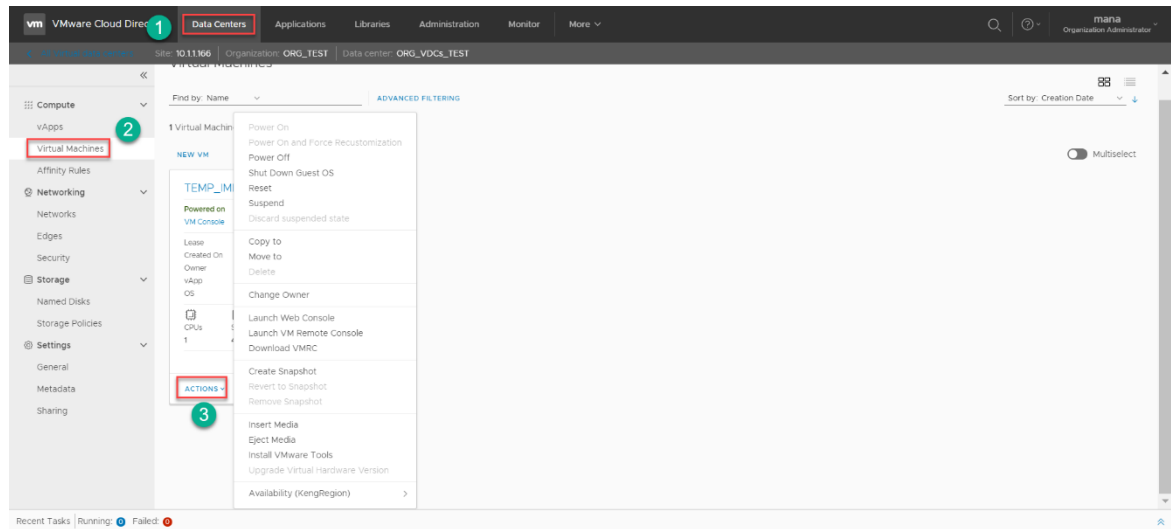 vm VMware Cloud Direc
1
Data Centers
Applications
Libraries
Administration
Monitor
More
mana
Organization Administrator
Site: 10.1.1.166 Organization: ORG_TEST Data center: ORG_VDCs_TEST
Virtual Machines
Compute
vApps
2
Virtual Machines
Affinity Rules
Networking
Networks
Edges
Security
Storage
Named Disks
Storage Policies
Settings
General
Metadata
Sharing
Find by: Name
ADVANCED FILTERING
Sort by: Creation Date
1 Virtual Machin
NEW VM
Multiselect
TEMP_IM
Powered on
VM Console
Lease
Created On
Owner
vApp
OS
CPUs
1
ACTIONS
3
Power On
Power On and Force Recustomization
Power Off
Shut Down Guest OS
Reset
Suspend
Discard suspended state
Copy to
Move to
Delete
Change Owner
Launch Web Console
Launch VM Remote Console
Download VMRC
Create Snapshot
Revert to Snapshot
Remove Snapshot
Insert Media
Eject Media
Install VMware Tools
Upgrade Virtual Hardware Version
Availability (KengRegion)
Recent Tasks Running: 0 Failed: 0